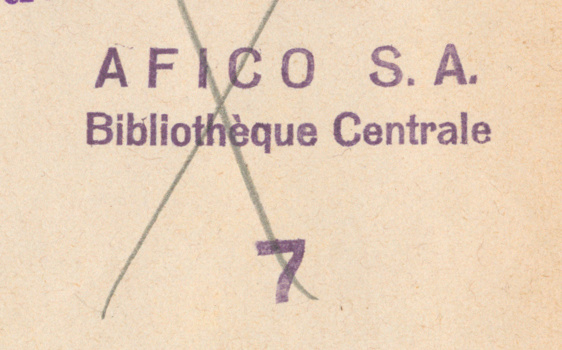 AFICO S. A.
Bibliothèque Centrale
7